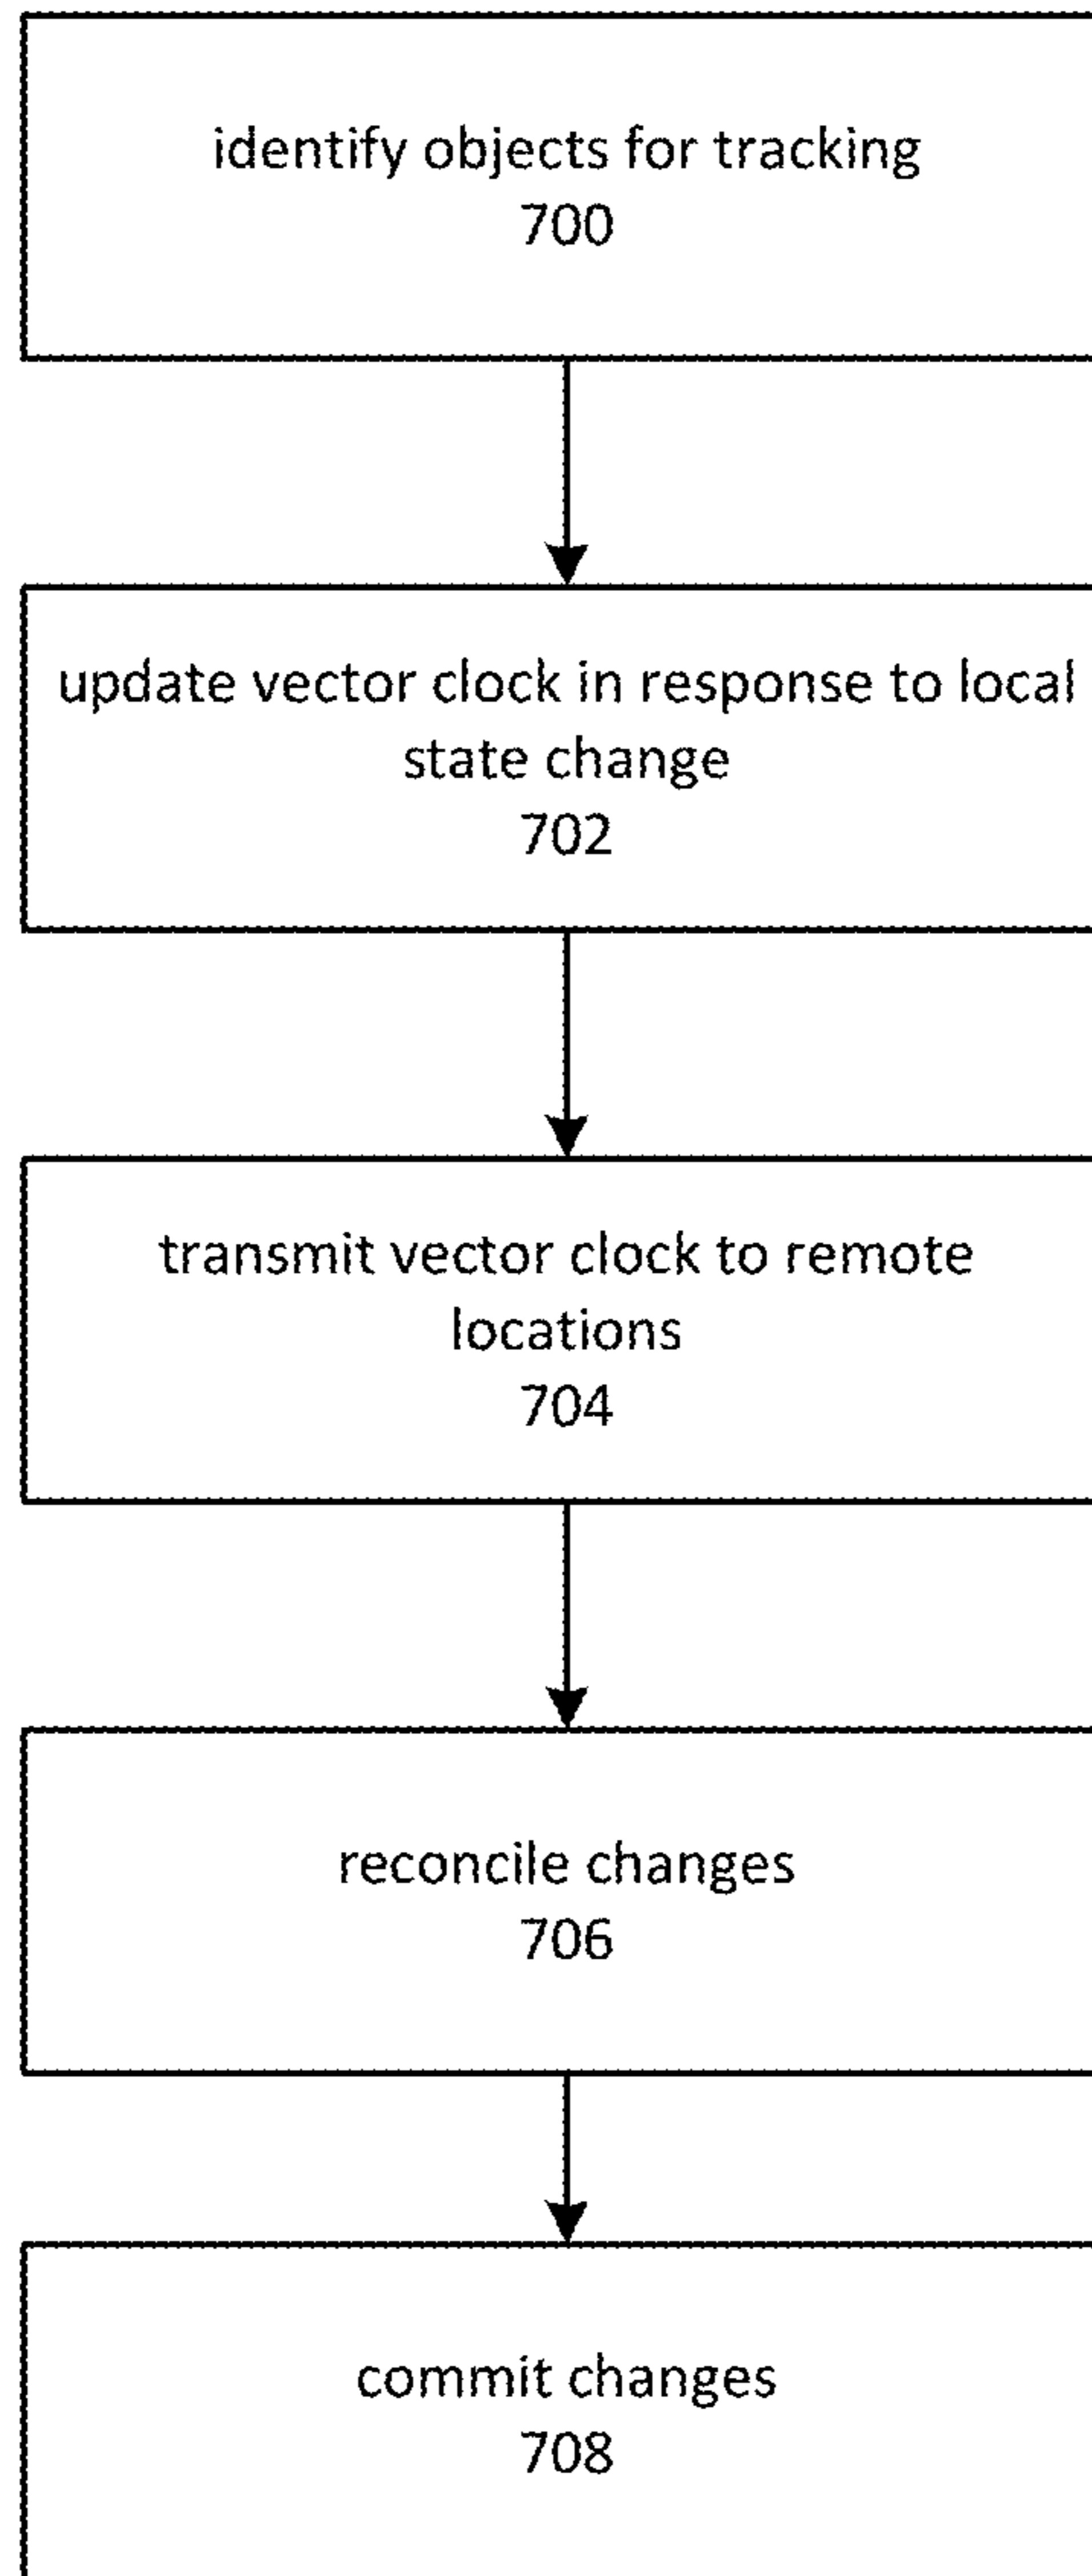 identify objects for tracking
700
update vector clock in response to local
state change
702
transmit vector clock to remote
locations
704
reconcile changes
706
commit changes
708